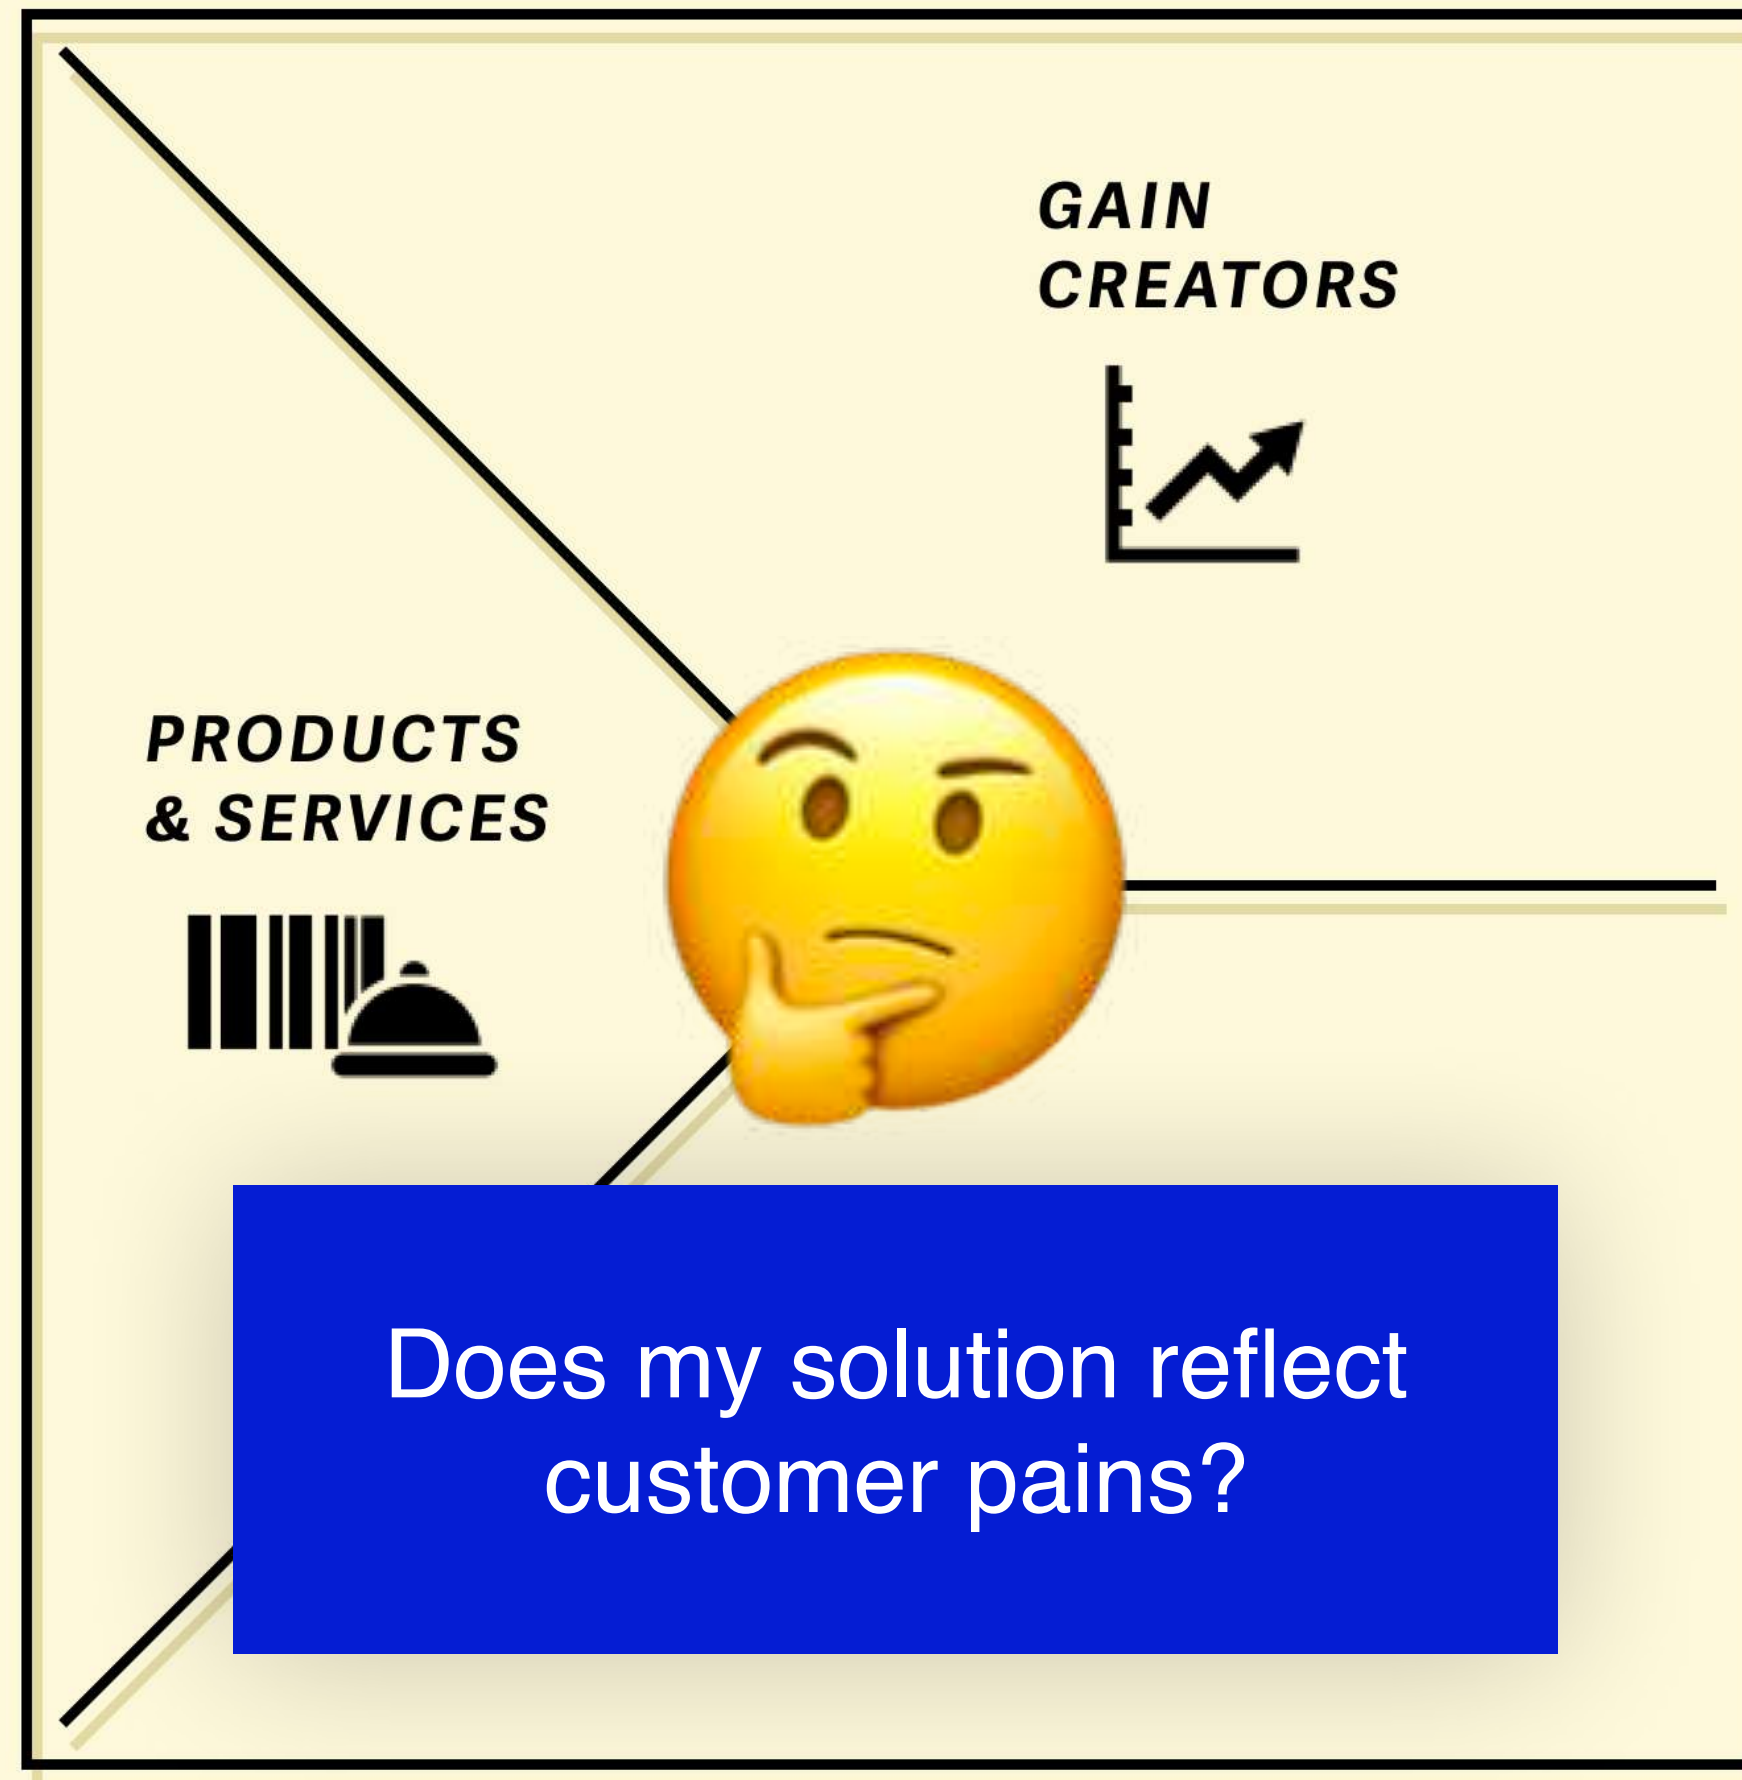 GAIN
CREATORS
PRODUCTS
& SERVICES
Does my solution reflect
customer pains?